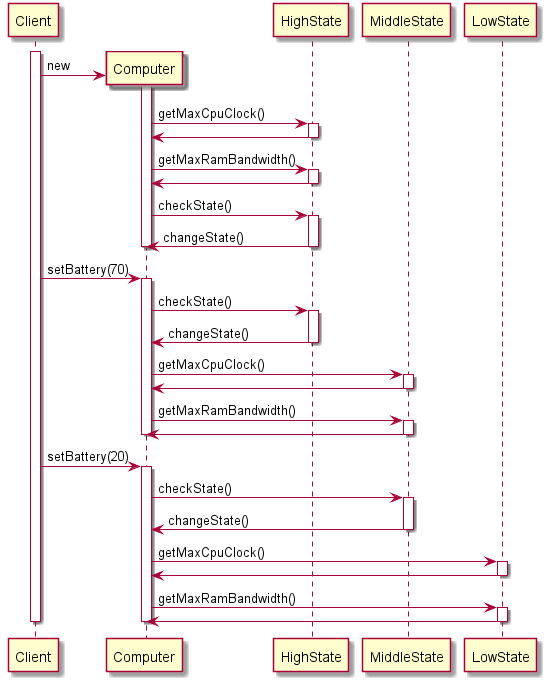 Client HighState MiddleState LowState
new
Computer
getMaxCpuClock()
getMaxRamBandwidth()
checkState()
changeState()
setBattery(70)
checkState()
changeState()
getMaxCpuClock()
getMaxRamBandwidth()
setBattery(20)
checkState()
changeState()
getMaxCpuClock()
getMaxRamBandwidth()
Client Computer HighState MiddleState LowState